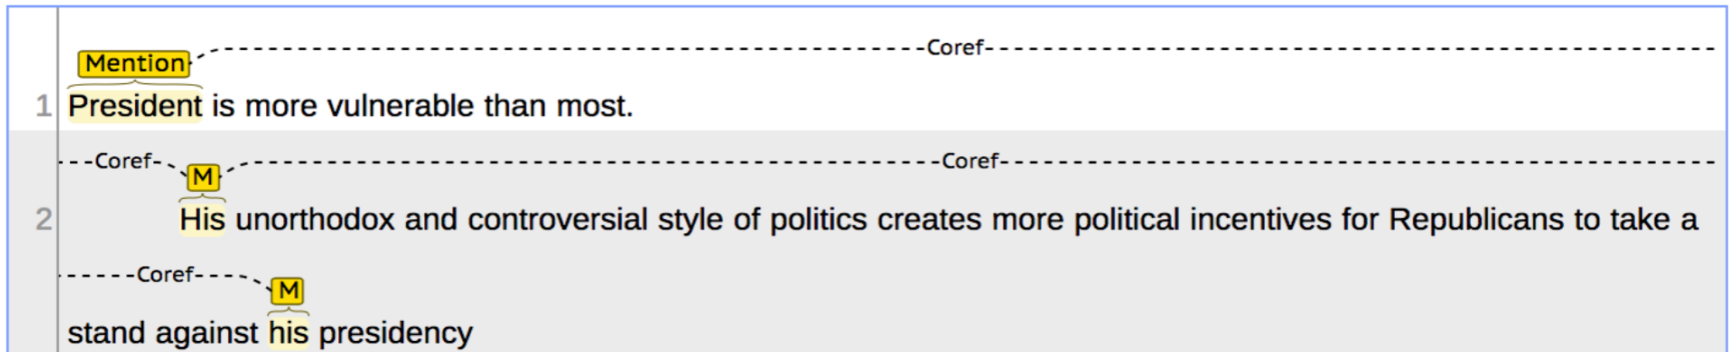 Coref
Mention
1 President is more vulnerable than most.
Coref Coref
M
2 His unorthodox and controversial style of politics creates more political incentives for Republicans to take a
Coref
M
stand against his presidency